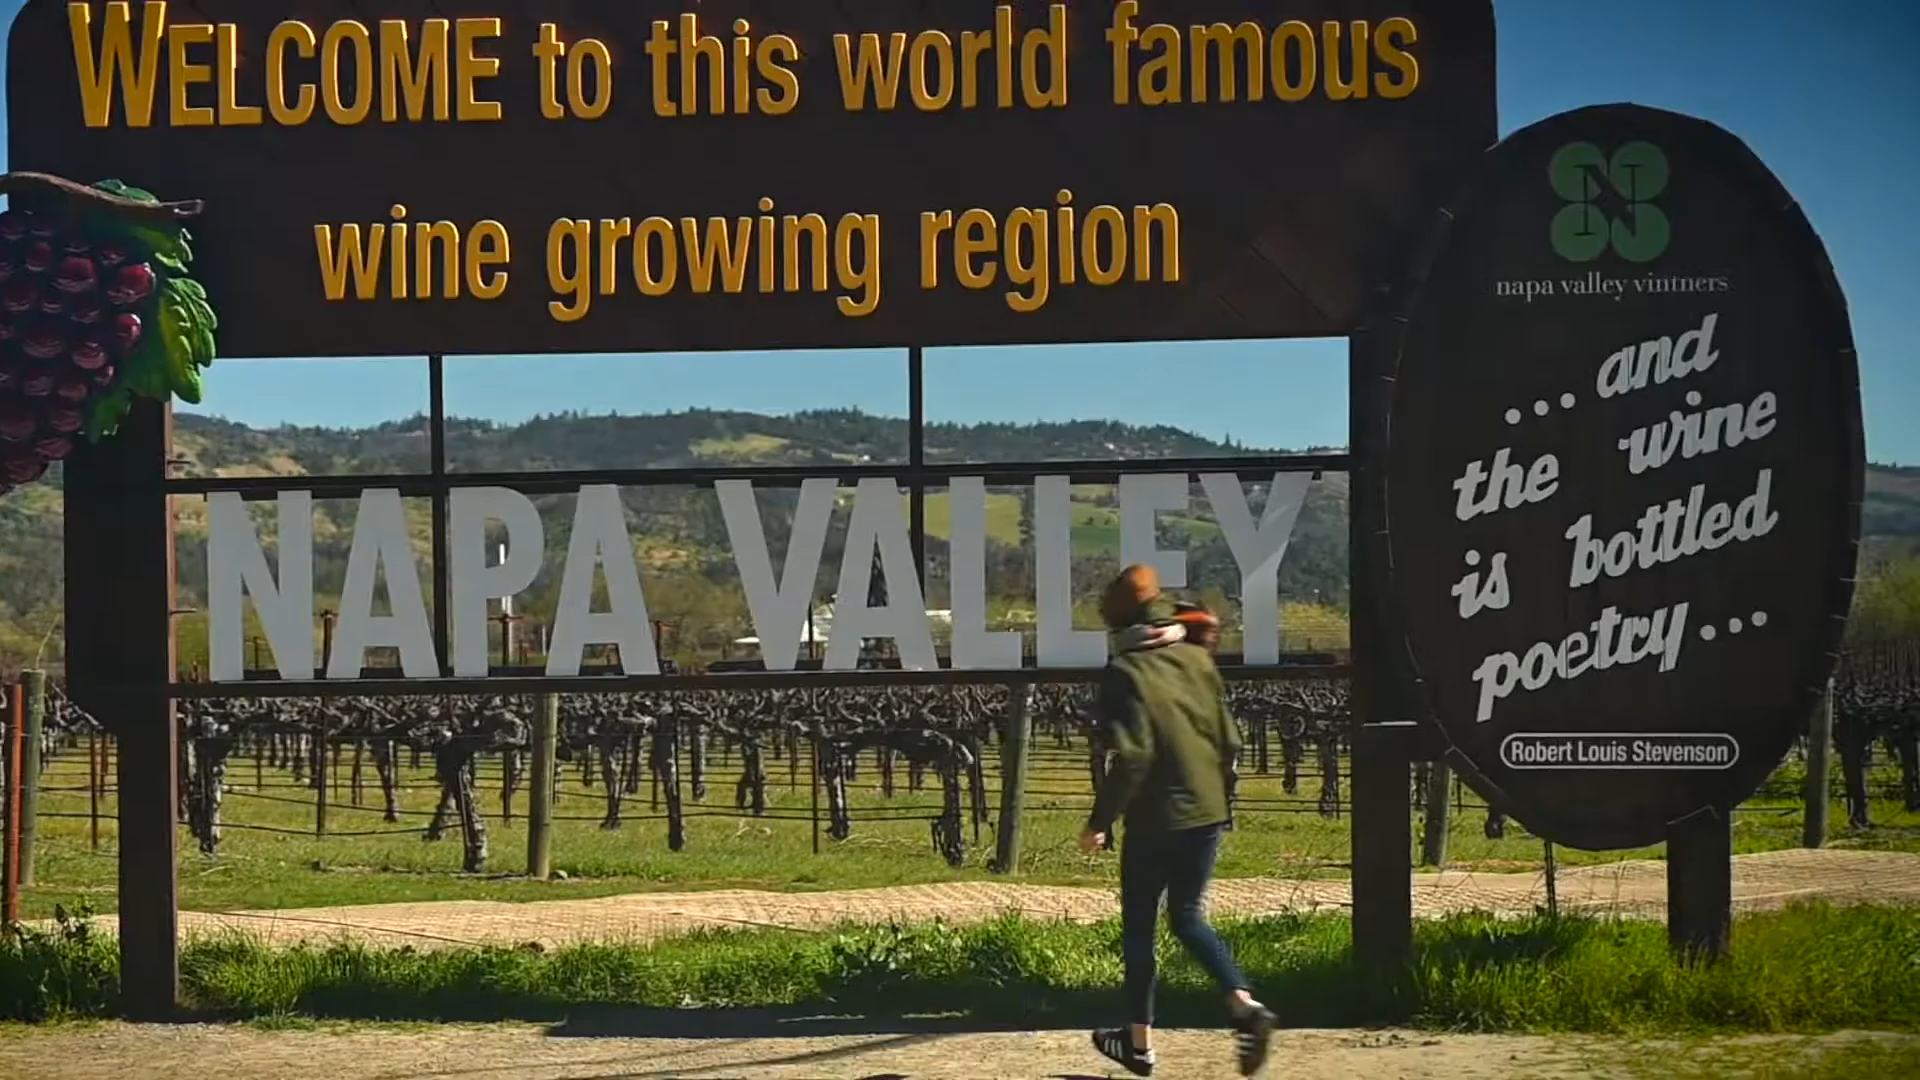 WELCOME to this world famous
wine growing region
NAPA VALLEY
N
napa valley vintners
... and
the wine
is bottled
poetry...
Robert Louis Stevenson